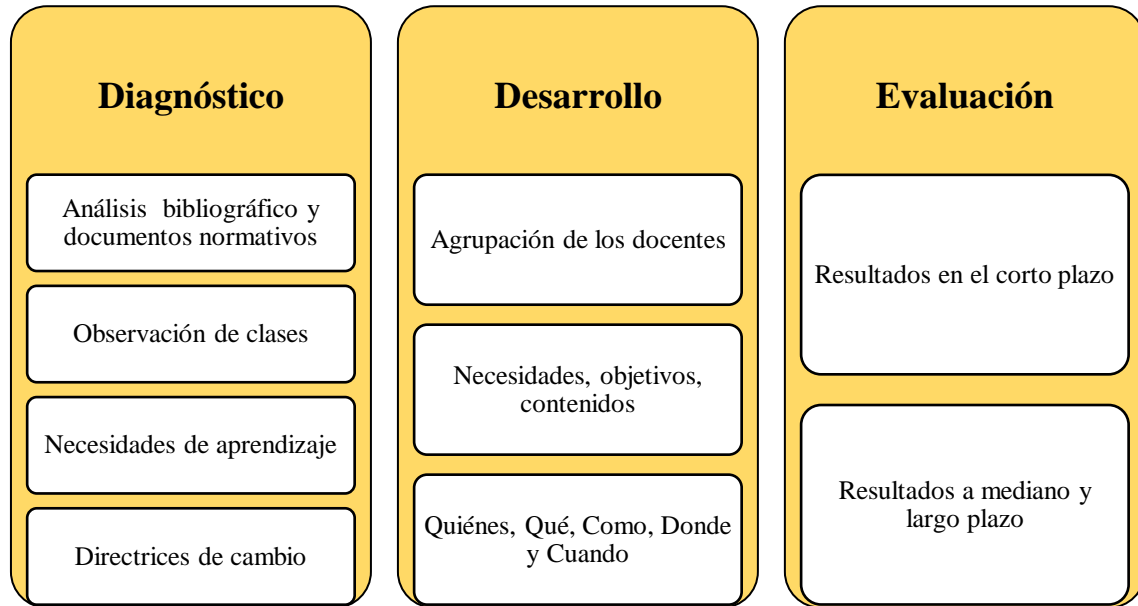 Diagnóstico
Análisis bibliográfico y
documentos normativos
Observación de clases
Necesidades de aprendizaje
Directrices de cambio
Desarrollo
Agrupación de los docentes
Necesidades, objetivos,
contenidos
Quiénes, Qué, Como, Donde
y Cuando
Evaluación
Resultados en el corto plazo
Resultados a mediano y
largo plazo